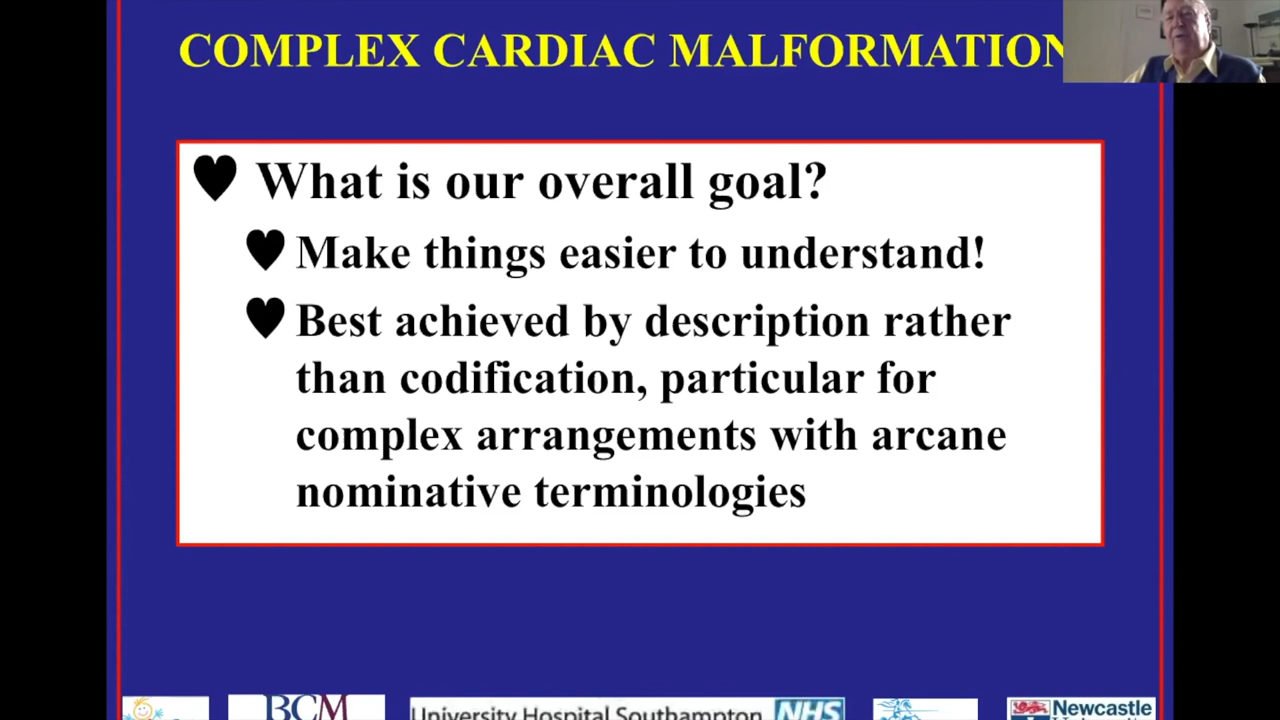 COMPLEX CARDIAC MALFORMATION
What is our overall goal?
Make things easier to understand!
Best achieved by description rather
than codification, particular for
complex arrangements with arcane
nominative terminologies
BCM
University Hospital Southampton NHS
Newcastle